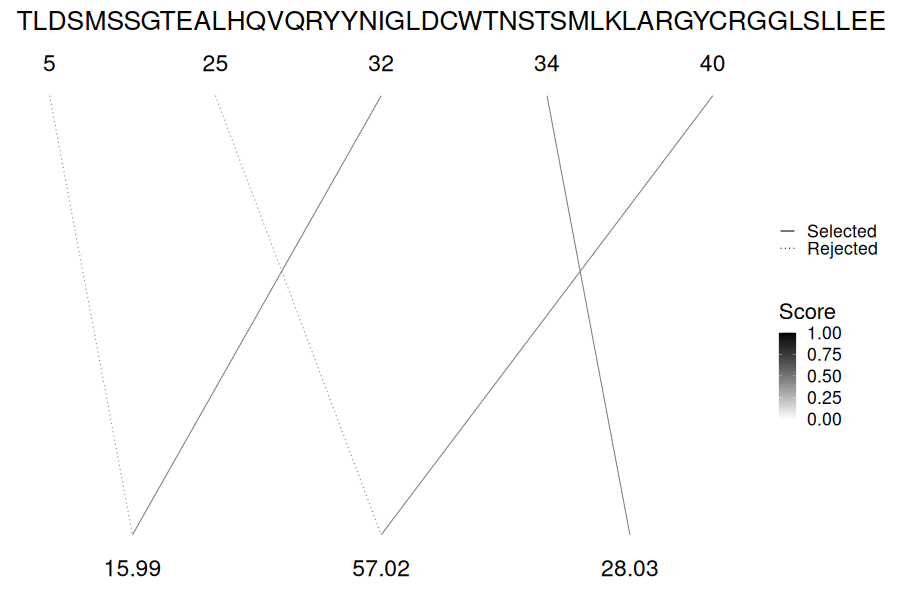 TLDSMSSGTEALHQVQRYYNIGLDCWTNSTSMLKLARGYCRGGLSLLEE
5 25 32 34 40
Selected
Rejected
Score
1.00
0.75
0.50
0.25
0.00
15.99 57.02 28.03